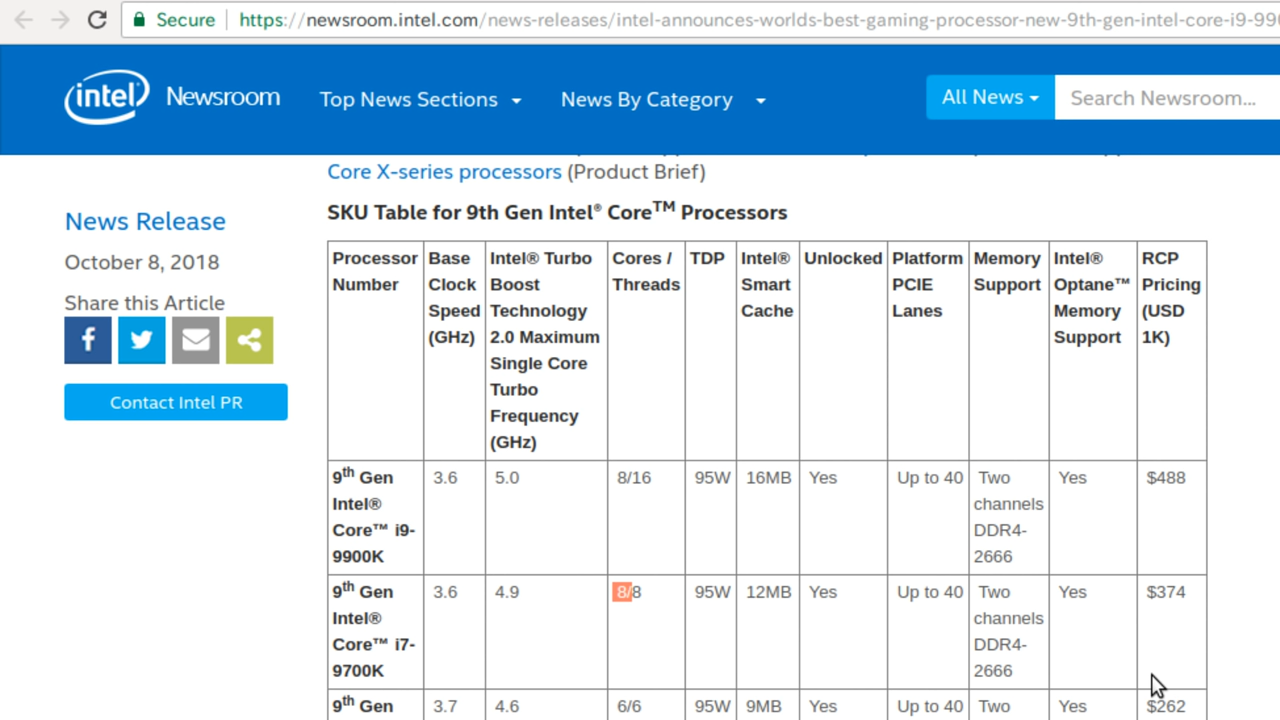 Secure
https://newsroom.intel.com/news-releases/intel-announces-worlds-best-gaming-processor-new-9th-gen-intel-core-i9-99
intel Newsroom Top News Sections News By Category All News Search Newsroom...
Core X-series processors (Product Brief)
News Release
October 8, 2018
Share this Article
Contact Intel PR
SKU Table for 9th Gen Intel® Core™ Processors
Processor Number
Base Clock Speed (GHz)
Intel® Turbo Boost Technology 2.0 Maximum Single Core Turbo Frequency (GHz)
Cores / Threads
TDP
Intel® Smart Cache
Unlocked
Platform PCIE Lanes
Memory Support
Intel® Optane™ Memory Support
RCP Pricing (USD 1K)
9th Gen Intel® Core™ i9-9900K 3.6 5.0 8/16 95W 16MB Yes Up to 40 Two channels DDR4-2666 Yes $488
9th Gen Intel® Core™ i7-9700K 3.6 4.9 8/8 95W 12MB Yes Up to 40 Two channels DDR4-2666 Yes $374
9th Gen 3.7 4.6 6/6 95W 9MB Yes Up to 40 Two Yes $262